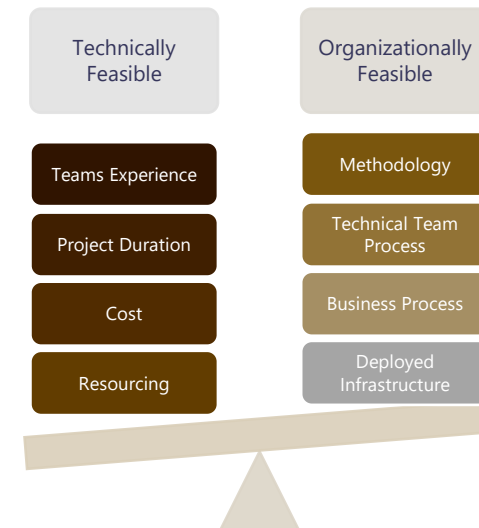 Technically
Feasible
Teams Experience
Project Duration
Cost
Resourcing
Organizationally
Feasible
Methodology
Technical Team
Process
Business Process
Deployed
Infrastructure